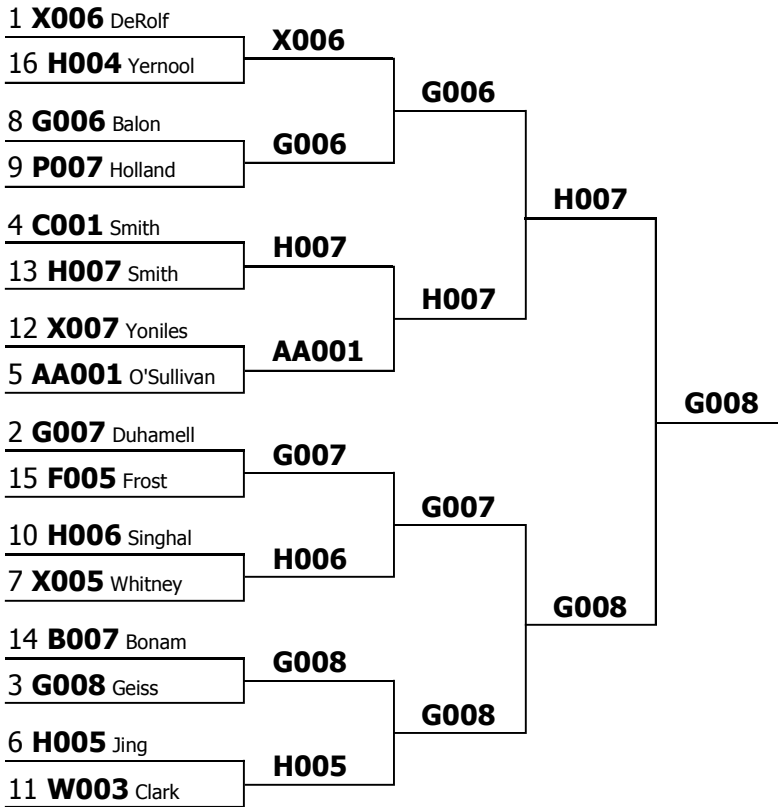 1 X006 DeRolf
16 H004 Yernool
8 G006 Balon
9 P007 Holland
4 C001 Smith
13 H007 Smith
12 X007 Yoniles
5 AA001 O'Sullivan
2 G007 Duhamell
15 F005 Frost
10 H006 Singhal
7 X005 Whitney
14 B007 Bonam
3 G008 Geiss
6 H005 Jing
11 W003 Clark
X006
G006
H007
AA001
G007
H006
G008
H005
G006
H007
G007
G008
H007
G008
G008